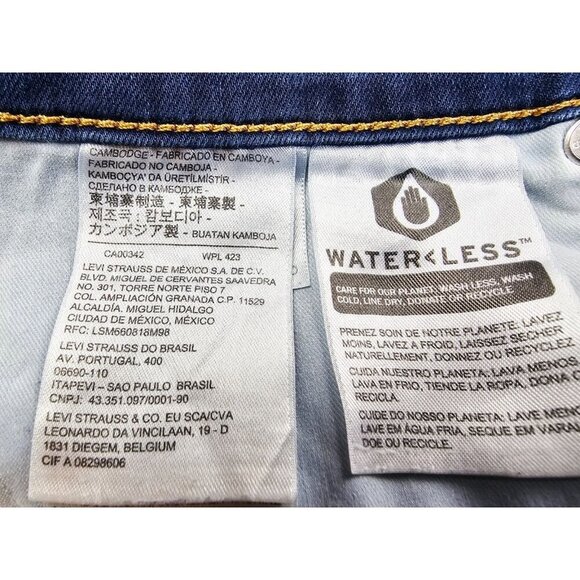 CAMBODGE - FABRICADO EN CAMBOYA -
FABRICADO NO CAMBOJA
KAMBOÇYA' DA ÜRETİLMİŞTİR -
СДЕЛАНО В КАМБОДЖЕ -
柬埔寨制造 - 柬埔寨製 -
제조국 : 캄보디아 -
カンボジア製 - BUATAN KAMBOJA
CA00342 WPL 423
LEVI STRAUSS DE MÉXICO S.A. DE C.V.
BLVD. MIGUEL DE CERVANTES SAAVEDRA
NO. 301, TORRE NORTE PISO 7
COL. AMPLIACIÓN GRANADA C.P. 11529
ALCALDÍA. MIGUEL HIDALGO
CIUDAD DE MÉXICO, MÉXICO
RFC: LSM660818M98
LEVI STRAUSS DO BRASIL
AV. PORTUGAL, 400
06690-110
ITAPEVI - SAO PAULO BRASIL
CNPJ: 43.351.097/0001-90
LEVI STRAUSS & CO. EU SCA/CVA
LEONARDO DA VINCILAAN, 19 - D
1831 DIEGEM, BELGIUM
CIF A 08298606
WATER<LESS™
CARE FOR OUR PLANET, WASH LESS, WASH
COLD, LINE DRY, DONATE OR RECYCLE
PRENEZ SOIN DE NOTRE PLANETE: LAVEZ
MOINS, LAVEZ A FROID, LAISSEZ SÉCHER
NATURELLEMENT, DONNEZ OU RECYCLEZ
CUIDA NUESTRO PLANETA: LAVA MENOS,
LAVA EN FRÍO, TIENDE LA ROPA, DONA O
RECICLA.
CUIDE DO NOSSO PLANETA: LAVE MENOS
LAVE EM ÁGUA FRIA, SEQUE EM VARAL
DOE OU RECICLE.